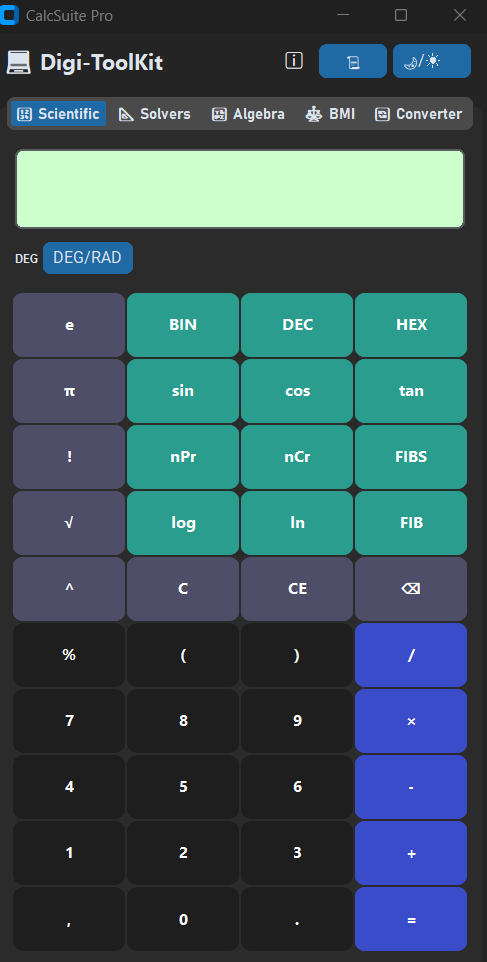 CalcSuite Pro
Digi-ToolKit
Scientific Solvers Algebra BMI Converter
DEG DEG/RAD
e BIN DEC HEX
π sin cos tan
! nPr nCr FIBS
√ log ln FIB
^ C CE ⌫
% ( ) /
7 8 9 ×
4 5 6 -
1 2 3 +
, 0 . =